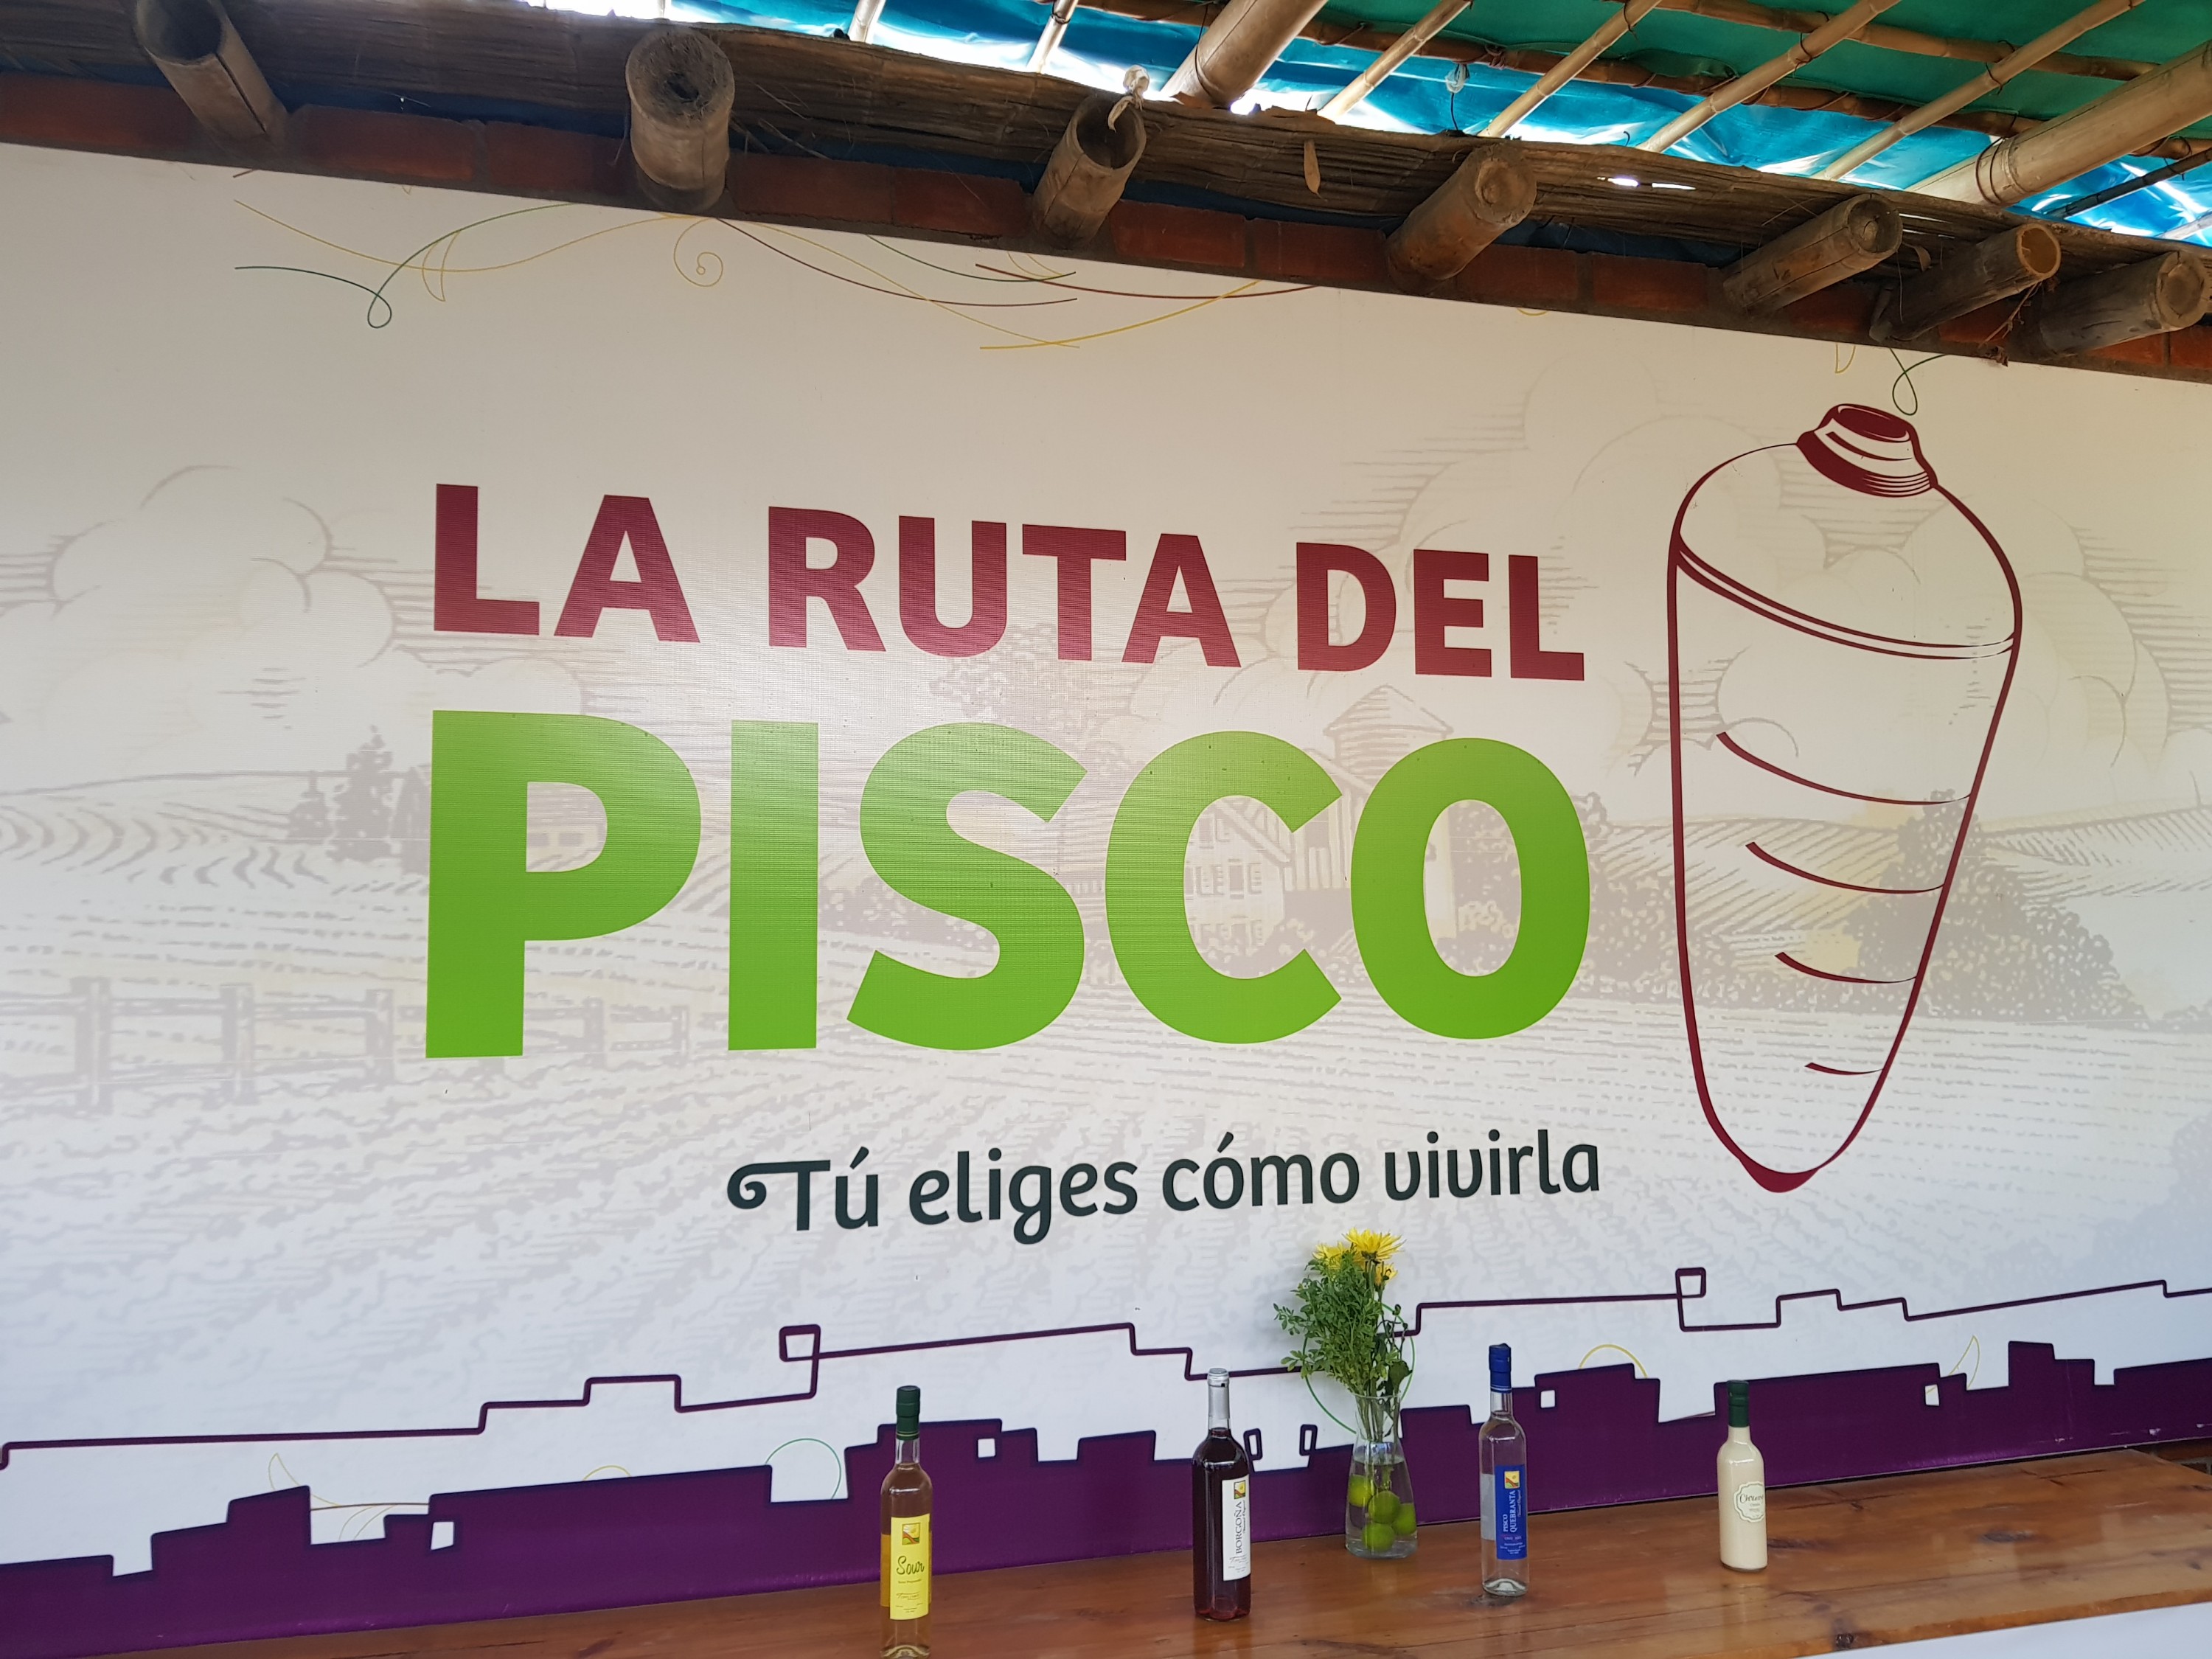 LA RUTA DEL
PISCO
Tú eliges cómo vivirla
Sour
BORGOÑA
PISCO
QUEBRANTA